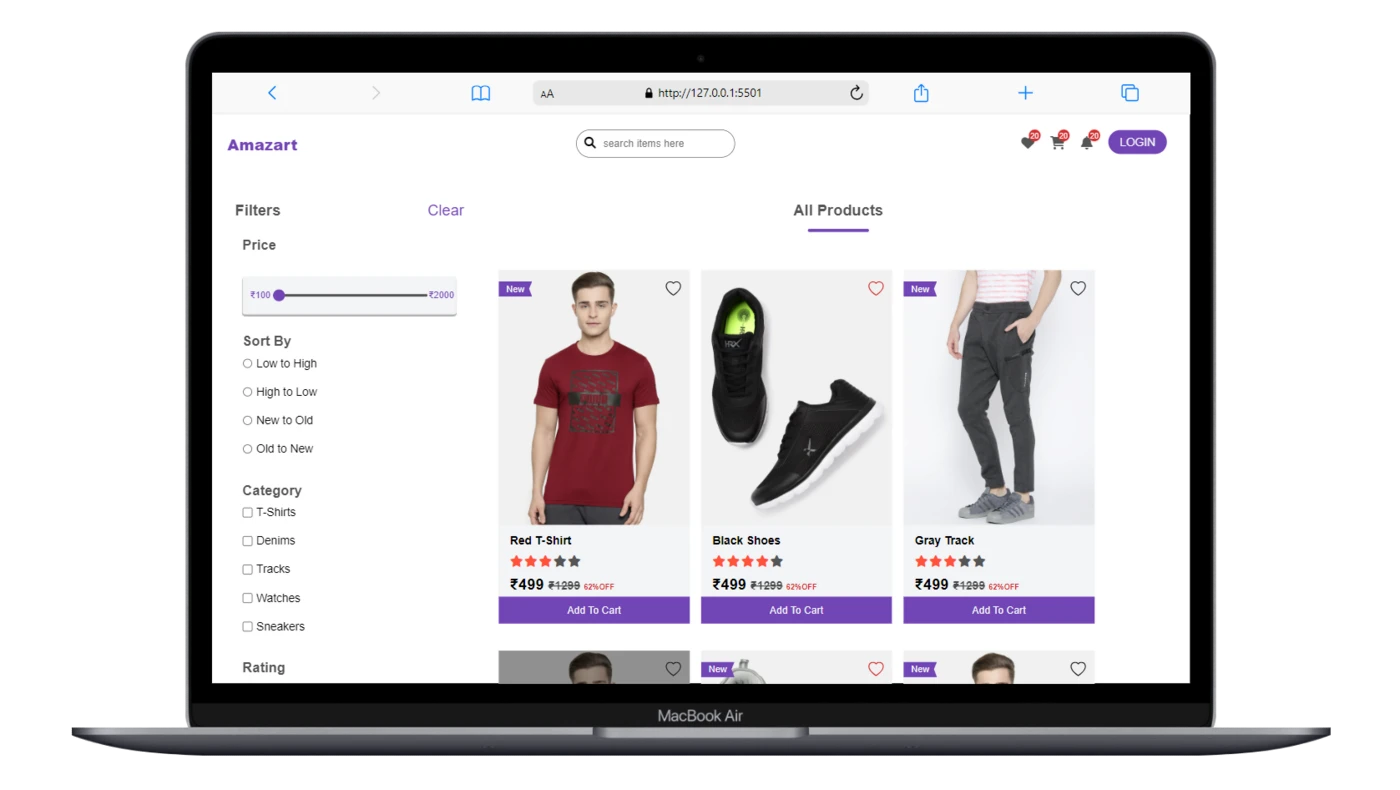 AA http://127.0.0.1:5501
Amazart
search items here
20 20 20 LOGIN
Filters Clear
All Products
Price
₹100 ₹2000
Sort By
Low to High
High to Low
New to Old
Old to New
Category
T-Shirts
Denims
Tracks
Watches
Sneakers
Rating
New
HRX
Red T-Shirt
₹499 ₹1299 62%OFF
Add To Cart
Black Shoes
₹499 ₹1299 62%OFF
Add To Cart
New
Gray Track
₹499 ₹1299 62%OFF
Add To Cart
New
New
MacBook Air